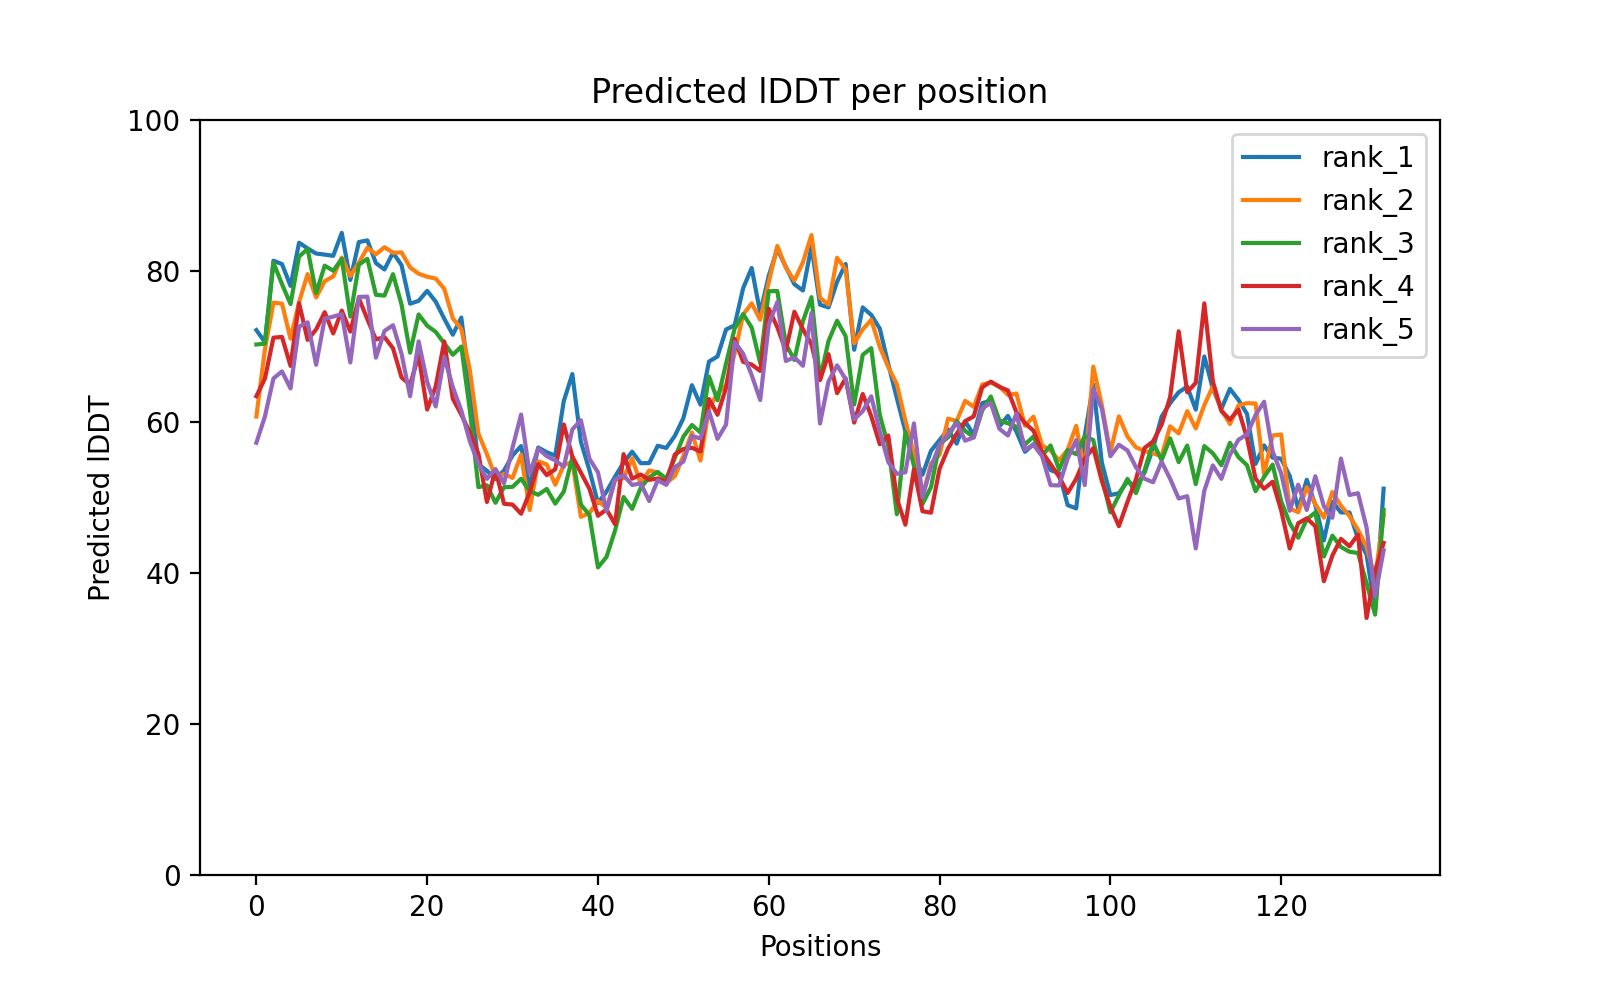 Predicted lDDT per position
100
80
60
40
20
0
Predicted lDDT
0 20 40 60 80 100 120
Positions
rank_1
rank_2
rank_3
rank_4
rank_5